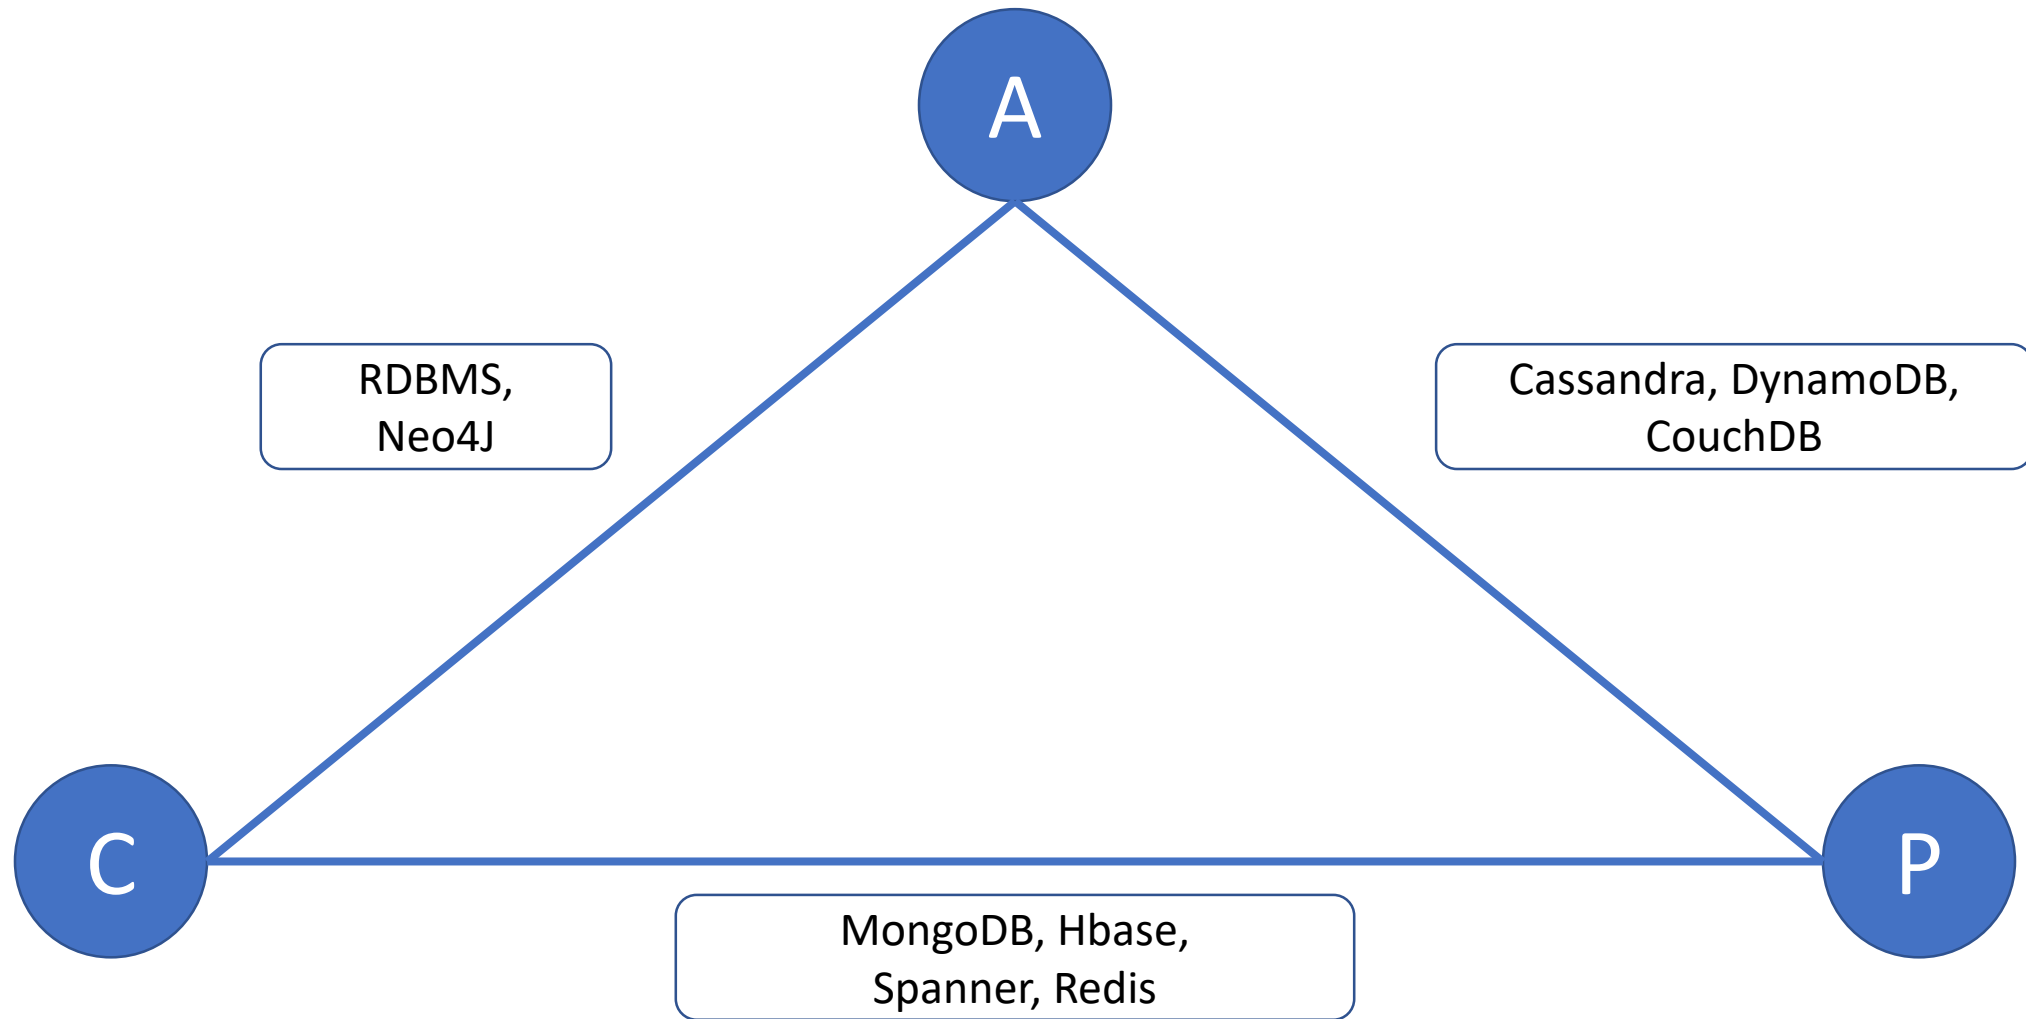 A
RDBMS,
Neo4J
Cassandra, DynamoDB,
CouchDB
C
P
MongoDB, Hbase,
Spanner, Redis